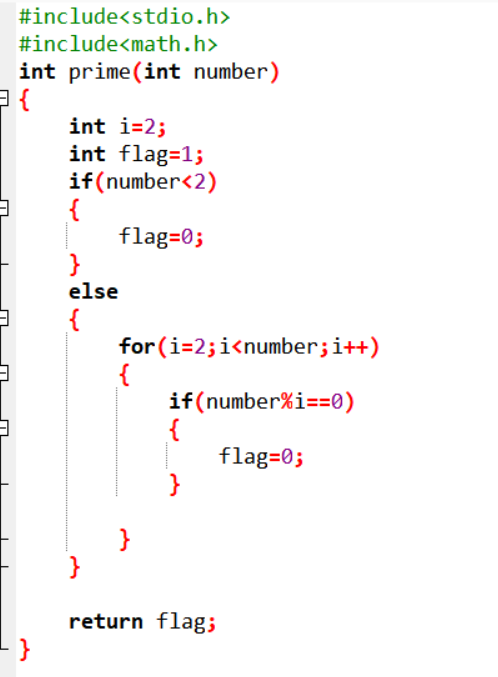 #include<stdio.h>
#include<math.h>
int prime(int number)
{
    int i=2;
    int flag=1;
    if(number<2)
    {
        flag=0;
    }
    else
    {
        for(i=2;i<number;i++)
        {
            if(number%i==0)
            {
                flag=0;
            }
        }
    }
    return flag;
}